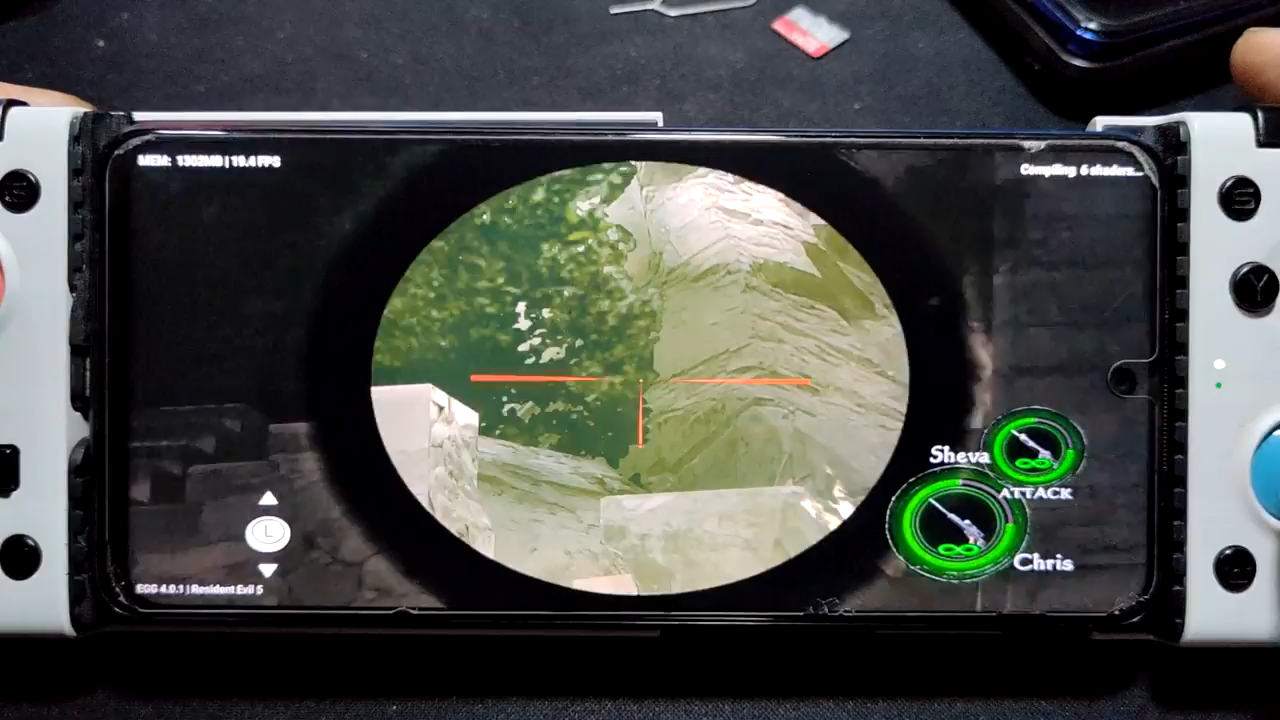 MEM: 1302MB | 19.4 FPS
Compiling 6 shaders...
S
S
Y
Sheva
ATTACK
L
Chris
EGG 4.0.1 | Resident Evil 5